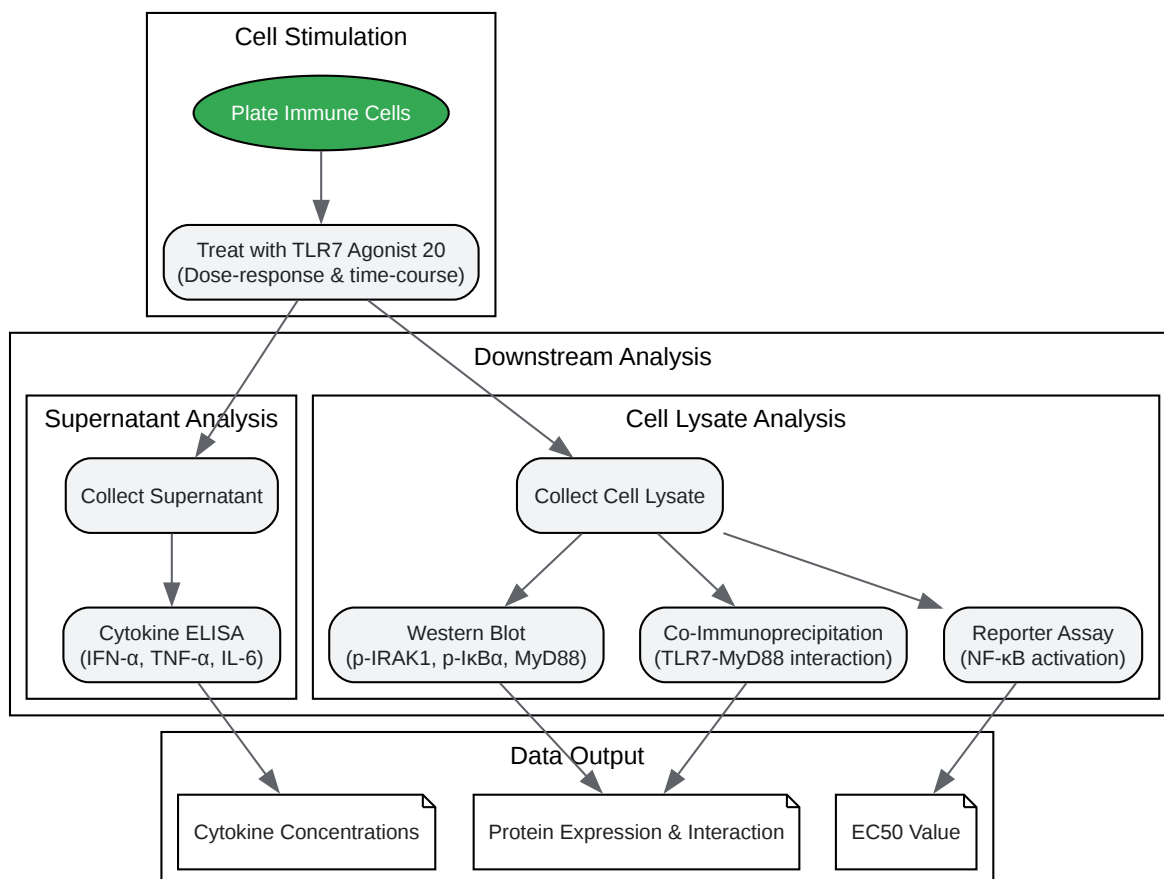 Cell Stimulation
Plate Immune Cells
Treat with TLR7 Agonist 20
(Dose-response & time-course)
Downstream Analysis
Supernatant Analysis
Cell Lysate Analysis
Collect Supernatant
Collect Cell Lysate
Cytokine ELISA
(IFN-α, TNF-α, IL-6)
Western Blot
(p-IRAK1, p-IκBα, MyD88)
Co-Immunoprecipitation
(TLR7-MyD88 interaction)
Reporter Assay
(NF-κB activation)
Data Output
Cytokine Concentrations
Protein Expression & Interaction
EC50 Value